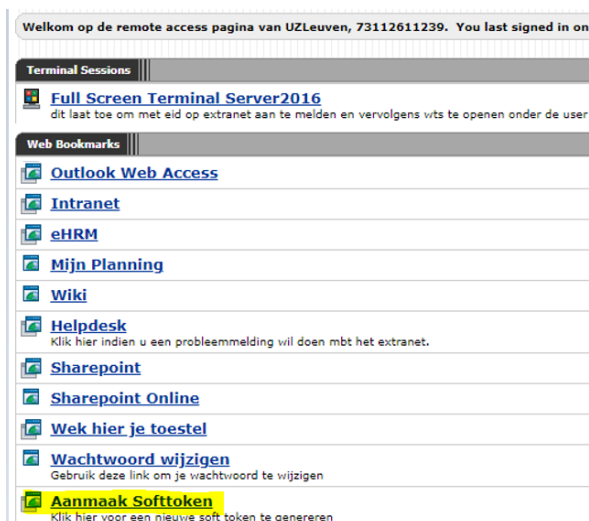 Welkom op de remote access pagina van UZLeuven, 73112611239. You last signed in on
Terminal Sessions
Full Screen Terminal Server2016
dit laat toe om met eid op extranet aan te melden en vervolgens wts te openen onder de user
Web Bookmarks
Outlook Web Access
Intranet
eHRM
Mijn Planning
Wiki
Helpdesk
Klik hier indien u een probleemmelding wil doen mbt het extranet.
Sharepoint
Sharepoint Online
Wek hier je toestel
Wachtwoord wijzigen
Gebruik deze link om je wachtwoord te wijzigen
Aanmaak Softtoken
Klik hier voor een nieuwe soft token te genereren